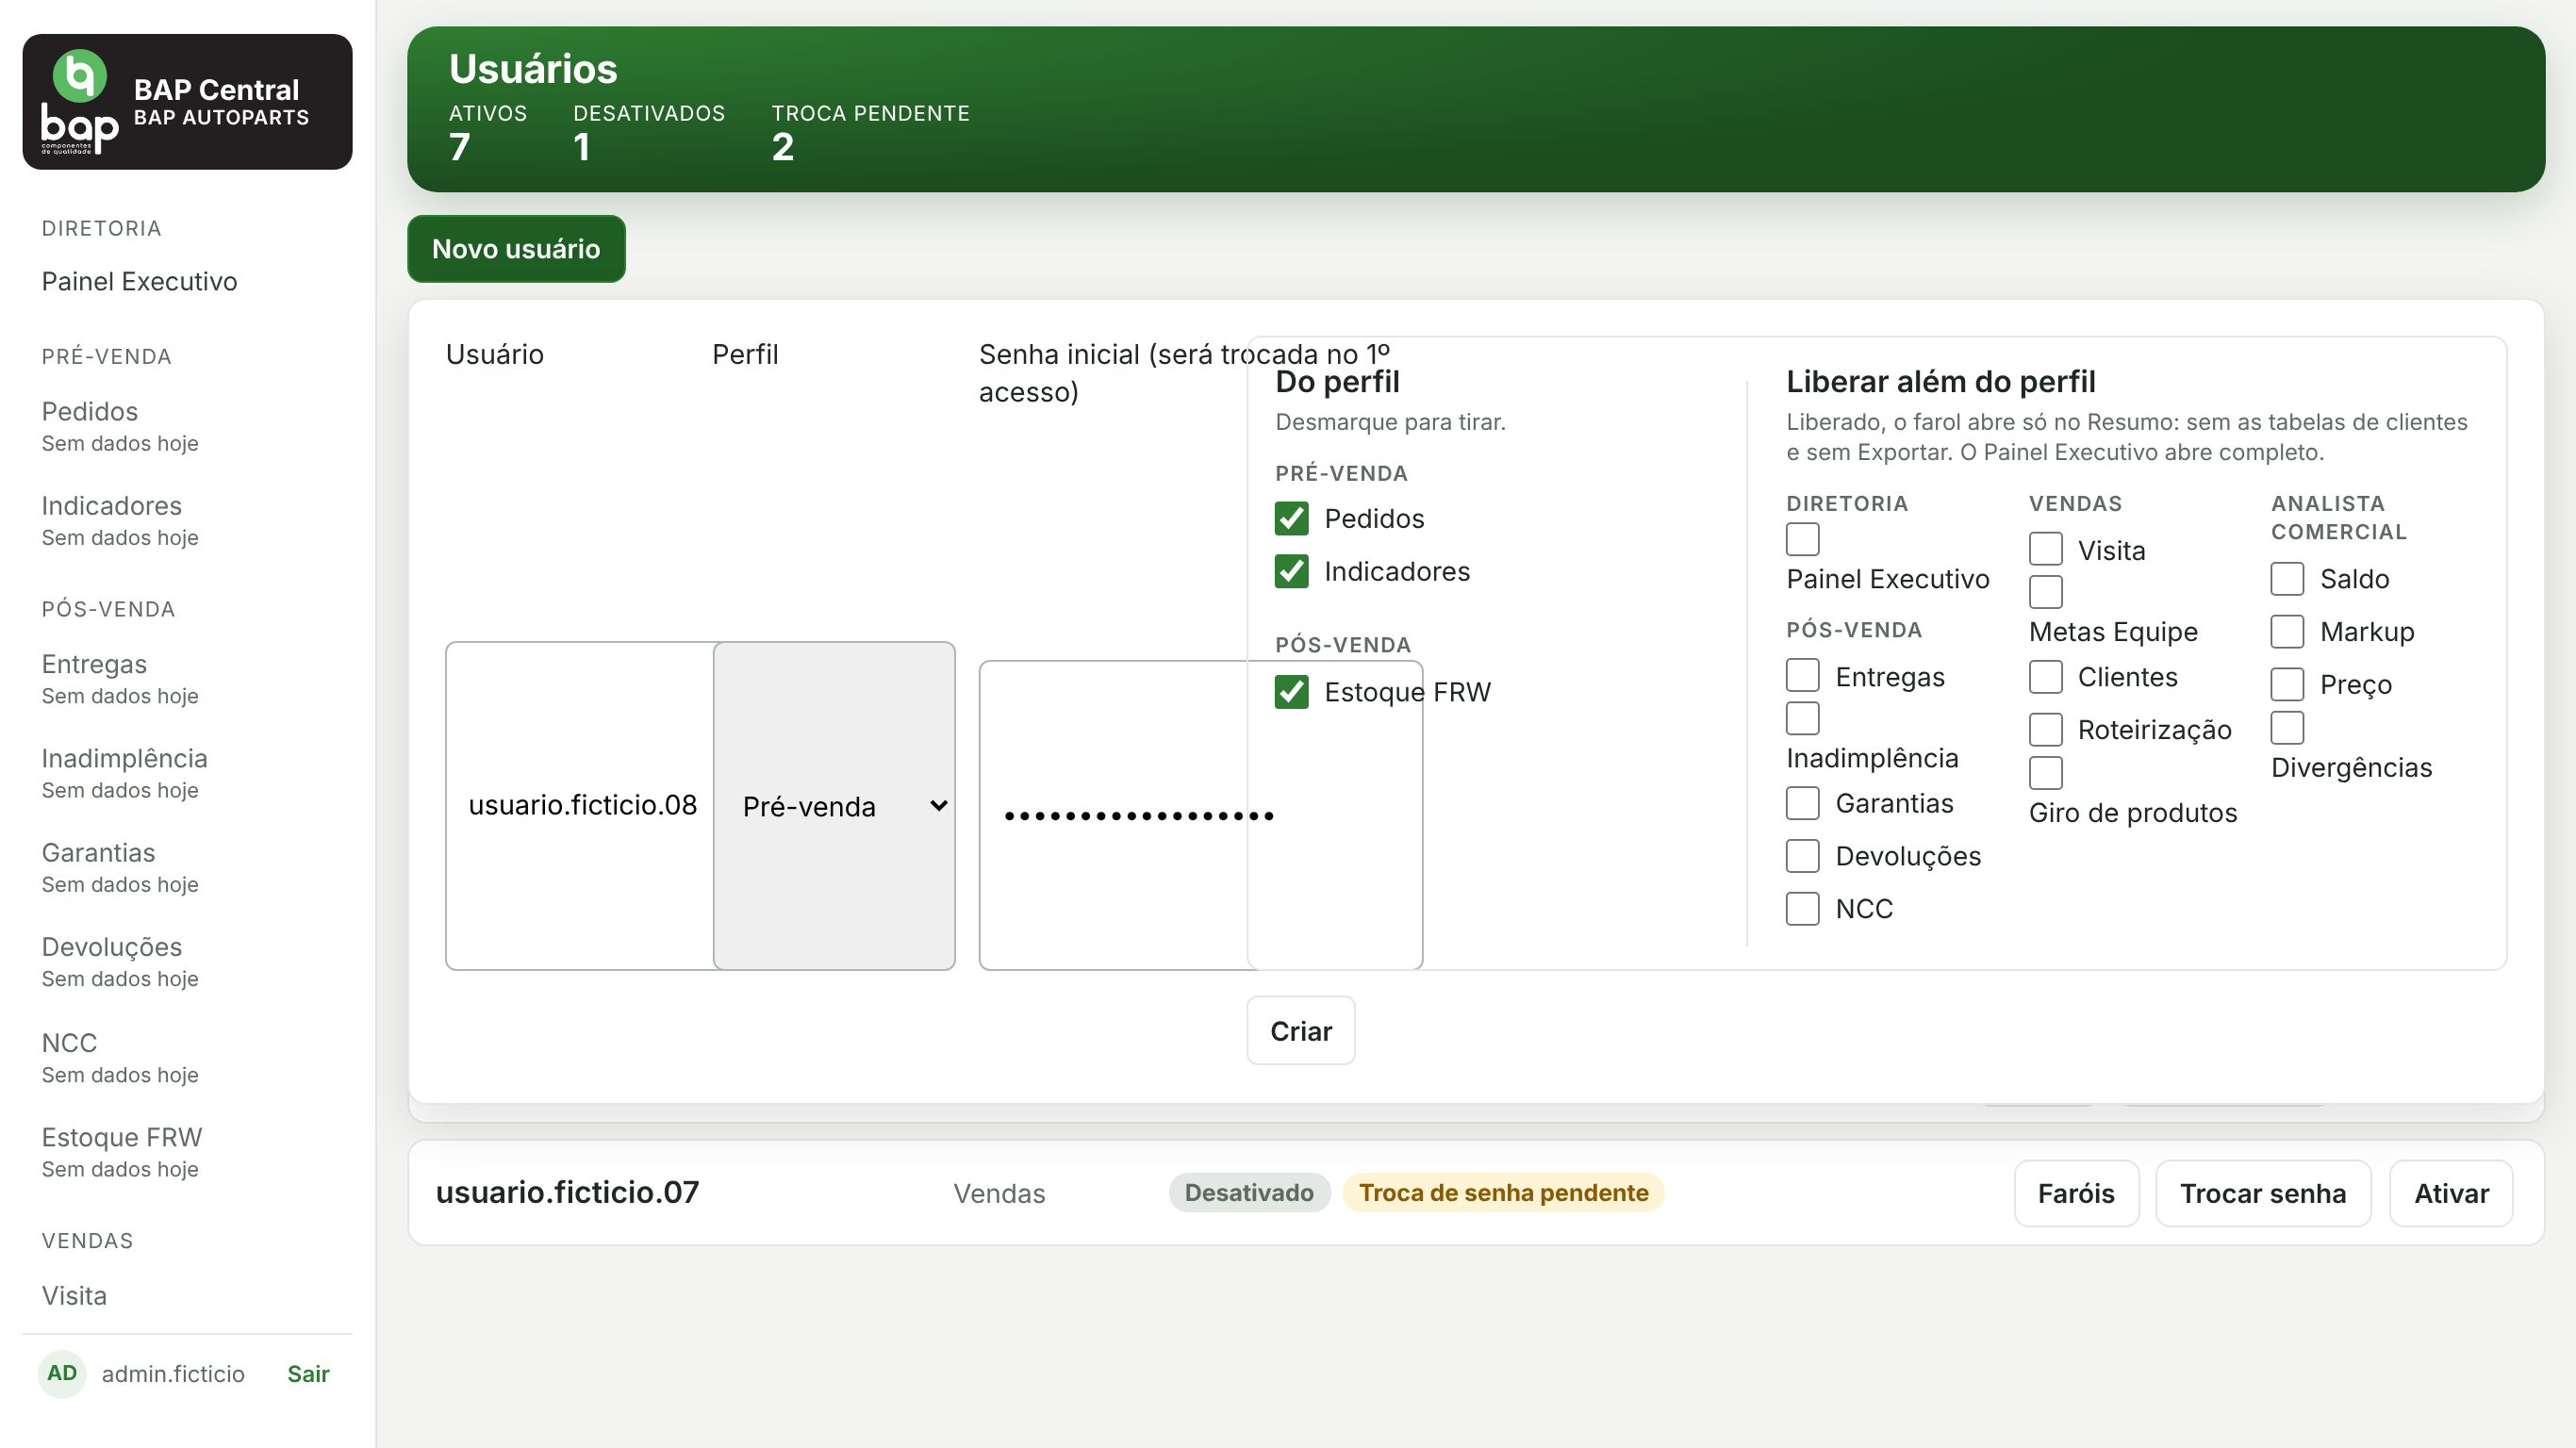 bap
componentes
de qualidade
BAP Central
BAP AUTOPARTS
DIRETORIA
Painel Executivo
PRÉ-VENDA
Pedidos
Sem dados hoje
Indicadores
Sem dados hoje
PÓS-VENDA
Entregas
Sem dados hoje
Inadimplência
Sem dados hoje
Garantias
Sem dados hoje
Devoluções
Sem dados hoje
NCC
Sem dados hoje
Estoque FRW
Sem dados hoje
VENDAS
Visita
AD admin.ficticio Sair
Usuários
ATIVOS DESATIVADOS TROCA PENDENTE
7 1 2
Novo usuário
Usuário
usuario.ficticio.08
Perfil
Pré-venda
Senha inicial (será trocada no 1º
acesso)
Do perfil
Desmarque para tirar.
PRÉ-VENDA
Pedidos
Indicadores
PÓS-VENDA
Estoque FRW
Liberar além do perfil
Liberado, o farol abre só no Resumo: sem as tabelas de clientes
e sem Exportar. O Painel Executivo abre completo.
DIRETORIA
Painel Executivo
PÓS-VENDA
Entregas
Inadimplência
Garantias
Devoluções
NCC
VENDAS
Visita
Metas Equipe
Clientes
Roteirização
Giro de produtos
ANALISTA
COMERCIAL
Saldo
Markup
Preço
Divergências
Criar
usuario.ficticio.07 Vendas Desativado Troca de senha pendente Faróis Trocar senha Ativar